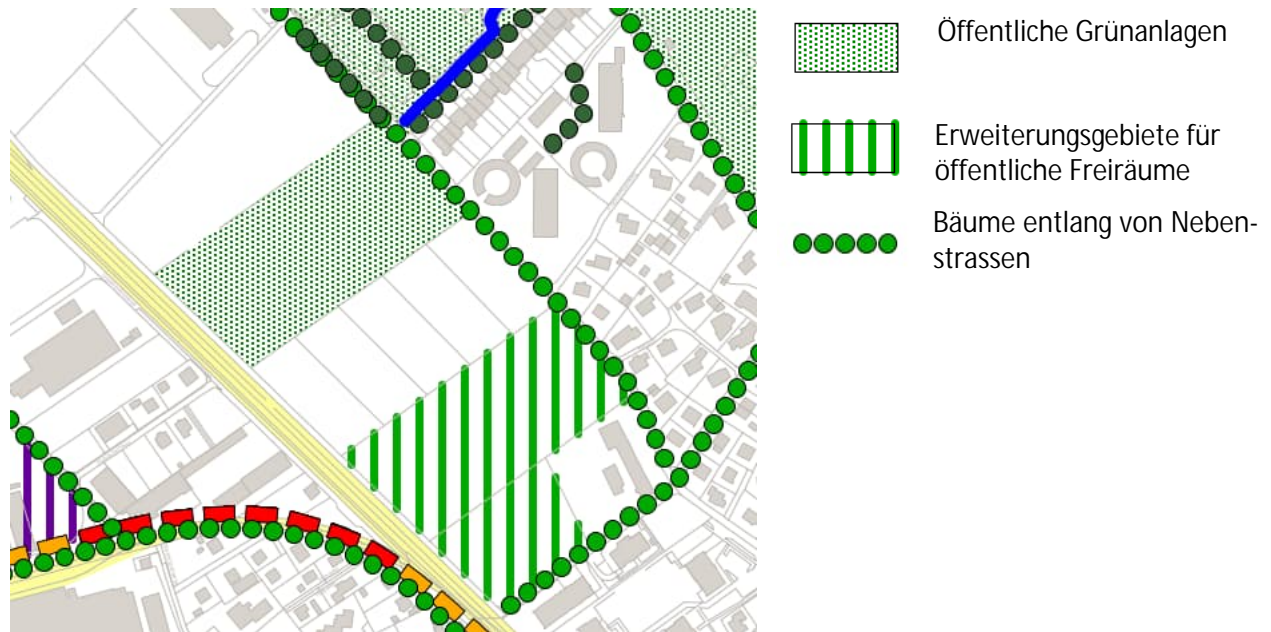 Öffentliche Grünanlagen
Erweiterungsgebiete für
öffentliche Freiräume
Bäume entlang von Neben-
strassen